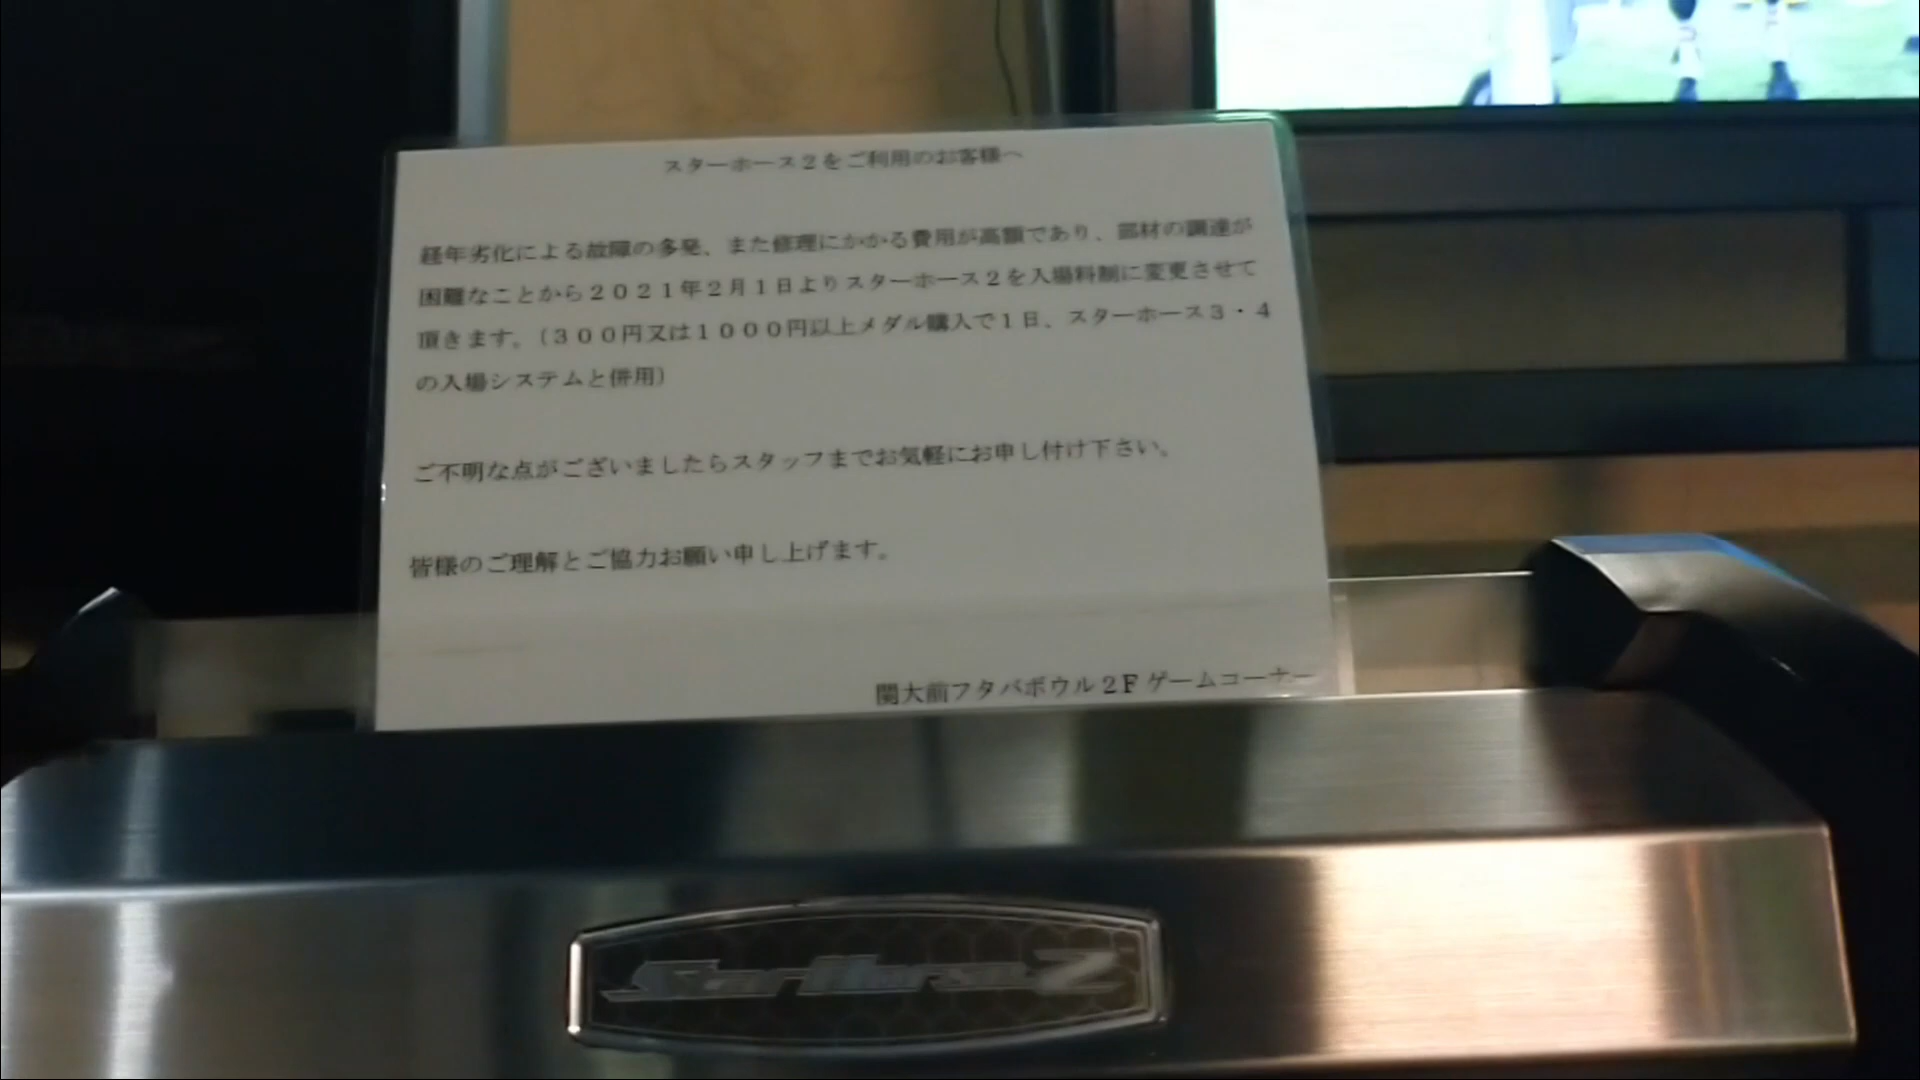 スターホース２をご利用のお客様へ
経年劣化による故障の多発、また修理にかかる費用が高額であり、部材の調達が
困難なことから２０２１年２月１日よりスターホース２を入場料制に変更させて
頂きます。（３００円又は１０００円以上メダル購入で１日、スターホース３・４
の入場システムと併用）
ご不明な点がございましたらスタッフまでお気軽にお申し付け下さい。
皆様のご理解とご協力お願い申し上げます。
関大前フタバボウル２Ｆゲームコーナー
StarHorse2